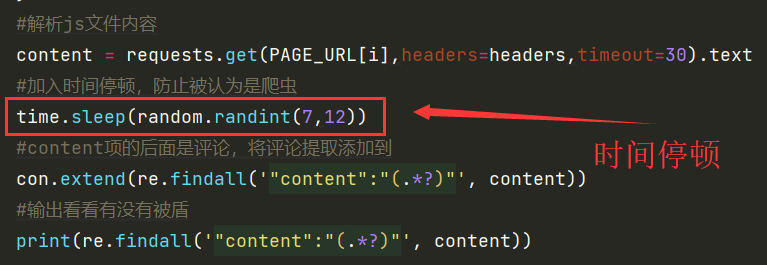 #解析js文件内容
content = requests.get(PAGE_URL[i],headers=headers,timeout=30).text
#加入时间停顿，防止被认为是爬虫
time.sleep(random.randint(7,12))
时间停顿
#content项的后面是评论，将评论提取添加到
con.extend(re.findall('"content":"(.*?)"', content))
#输出看看有没有被盾
print(re.findall('"content":"(.*?)"', content))